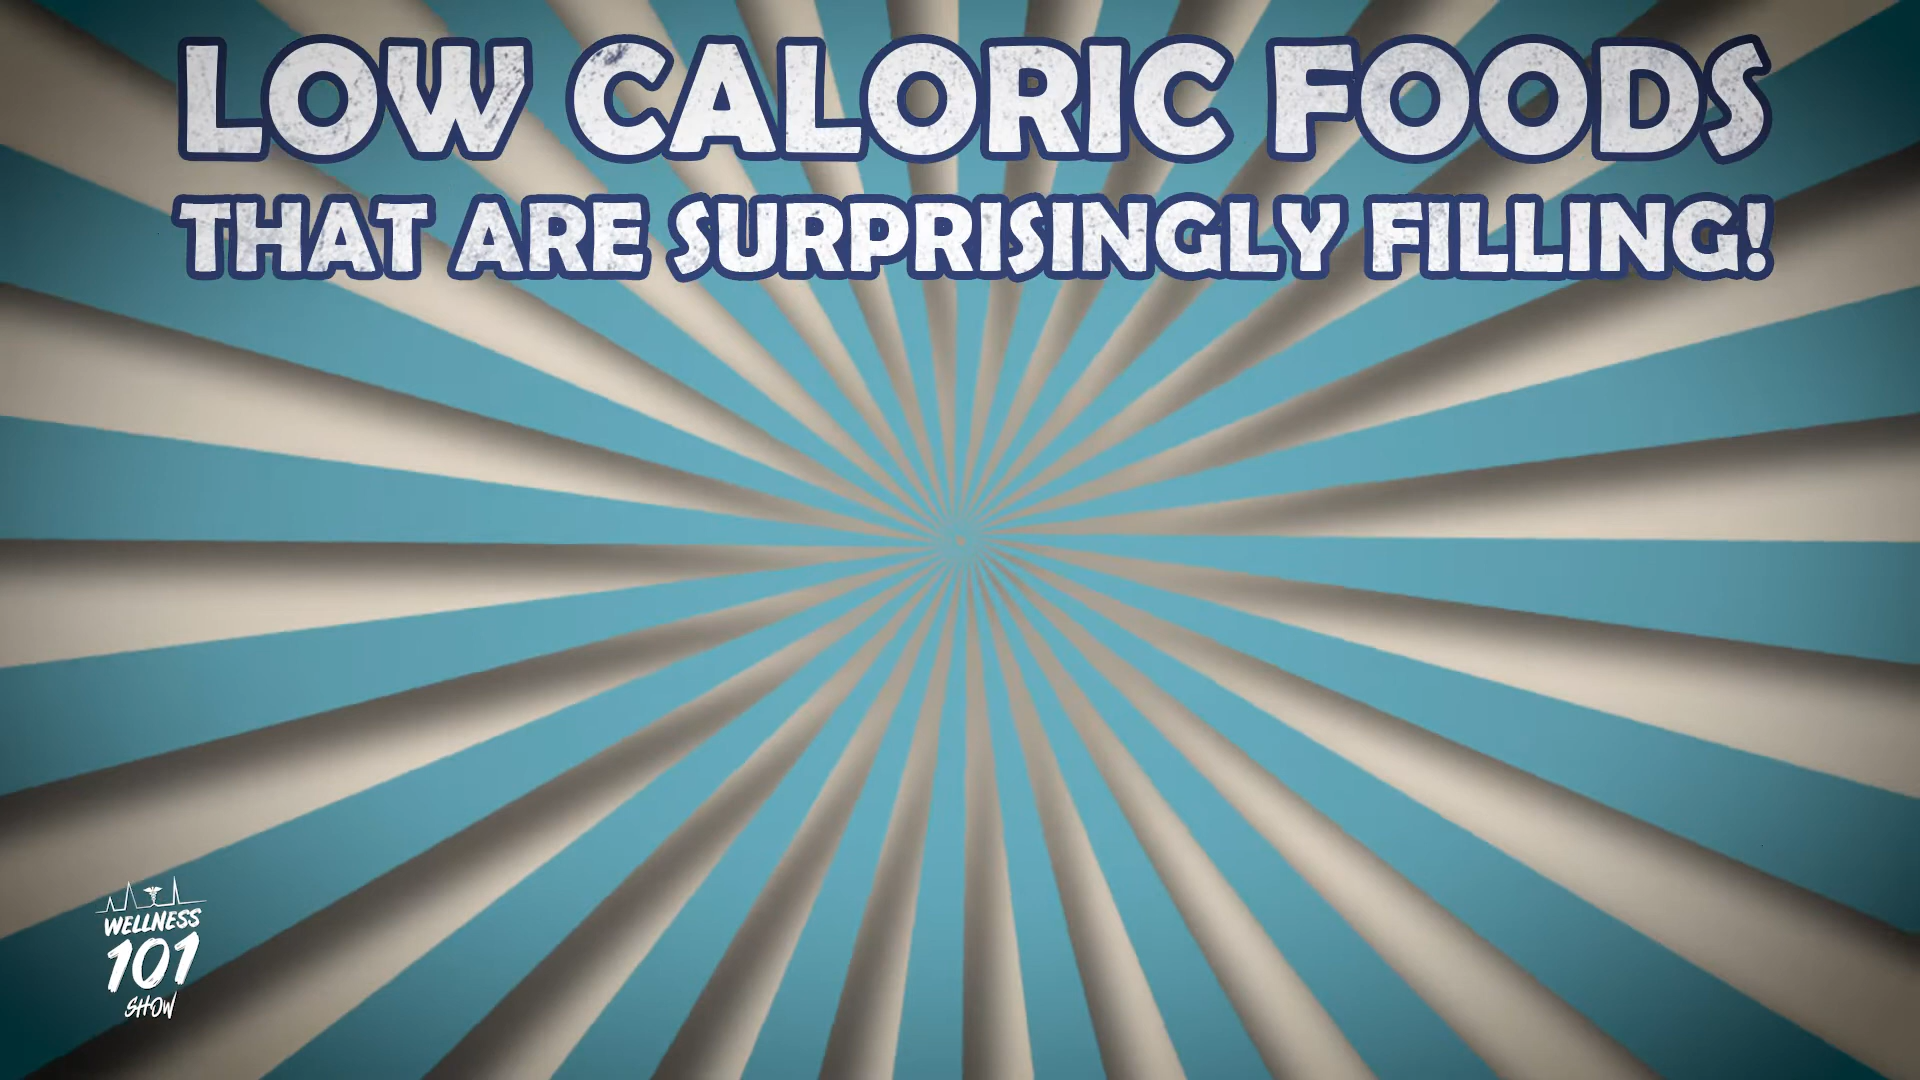 LOW CALORIC FOODS
THAT ARE SURPRISINGLY FILLING!
WELLNESS
101
SHOW